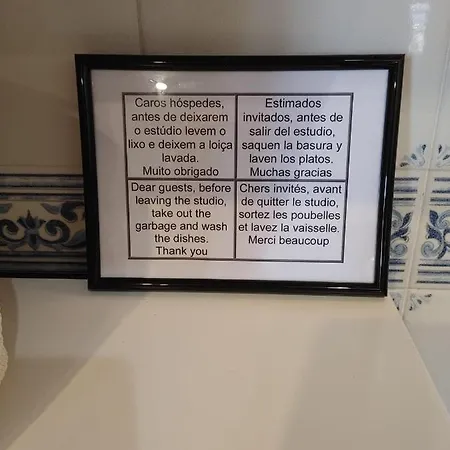 Caros hóspedes,
antes de deixarem
o estúdio levem o
lixo e deixem a loiça
lavada.
Muito obrigado
Estimados
invitados, antes de
salir del estudio,
saquen la basura y
laven los platos.
Muchas gracias
Dear guests, before
leaving the studio,
take out the
garbage and wash
the dishes.
Thank you
Chers invités, avant
de quitter le studio,
sortez les poubelles
et lavez la vaisselle.
Merci beaucoup